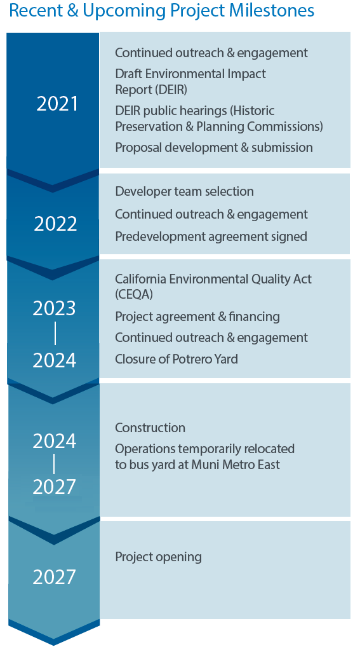 Recent & Upcoming Project Milestones
2021
Continued outreach & engagement
Draft Environmental Impact
Report (DEIR)
DEIR public hearings (Historic
Preservation & Planning Commissions)
Proposal development & submission
2022
Developer team selection
Continued outreach & engagement
Predevelopment agreement signed
2023
2024
California Environmental Quality Act
(CEQA)
Project agreement & financing
Continued outreach & engagement
Closure of Potrero Yard
2024
2027
Construction
Operations temporarily relocated
to bus yard at Muni Metro East
2027
Project opening